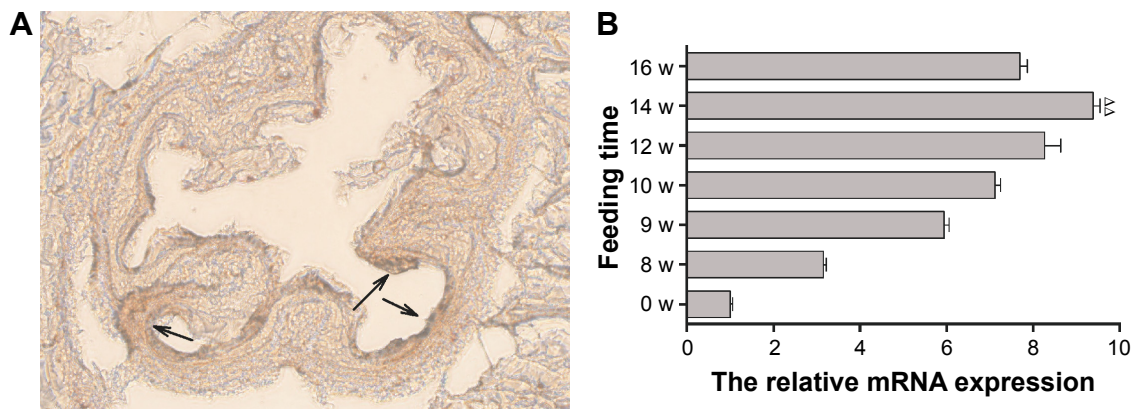 A
B
16 w
14 w
12 w
10 w
9 w
8 w
0 w
Feeding time
0 2 4 6 8 10
The relative mRNA expression